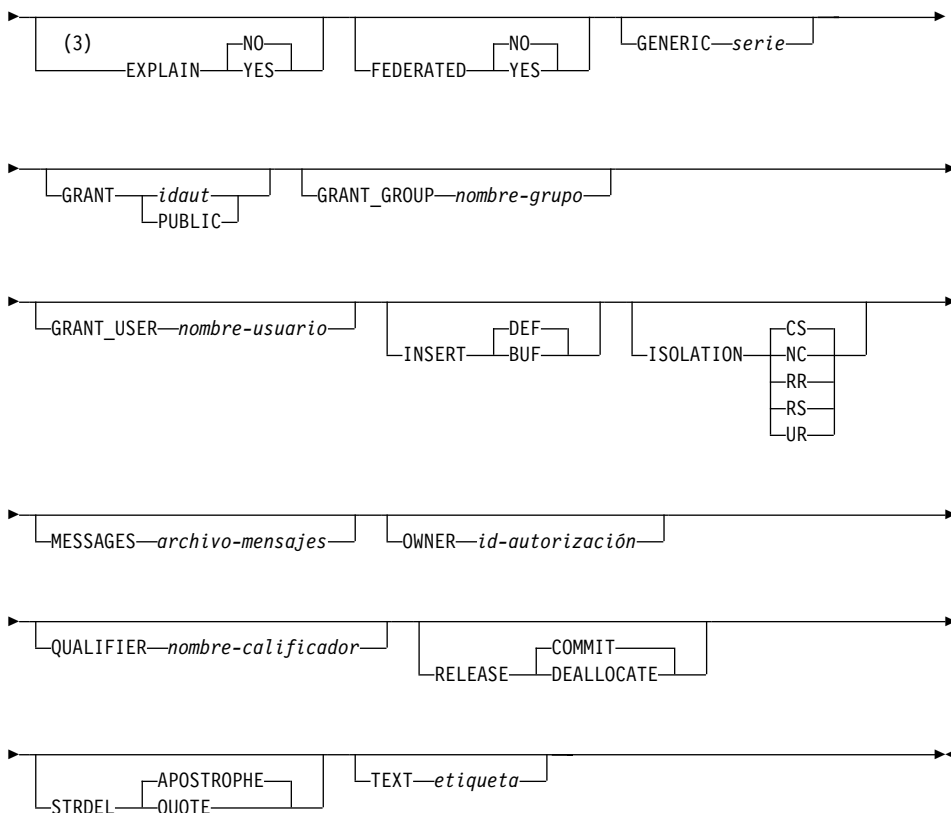 (3) NO NO GENERIC serie
EXPLAIN YES FEDERATED YES
GRANT idaut GRANT_GROUP nombre-grupo
PUBLIC
GRANT_USER nombre-usuario DEF CS
INSERT BUF ISOLATION NC
RR
RS
UR
MESSAGES archivo-mensajes OWNER id-autorización
QUALIFIER nombre-calificador COMMIT
RELEASE DEALLOCATE
APOSTROPHE TEXT etiqueta
STRDEL QUOTE